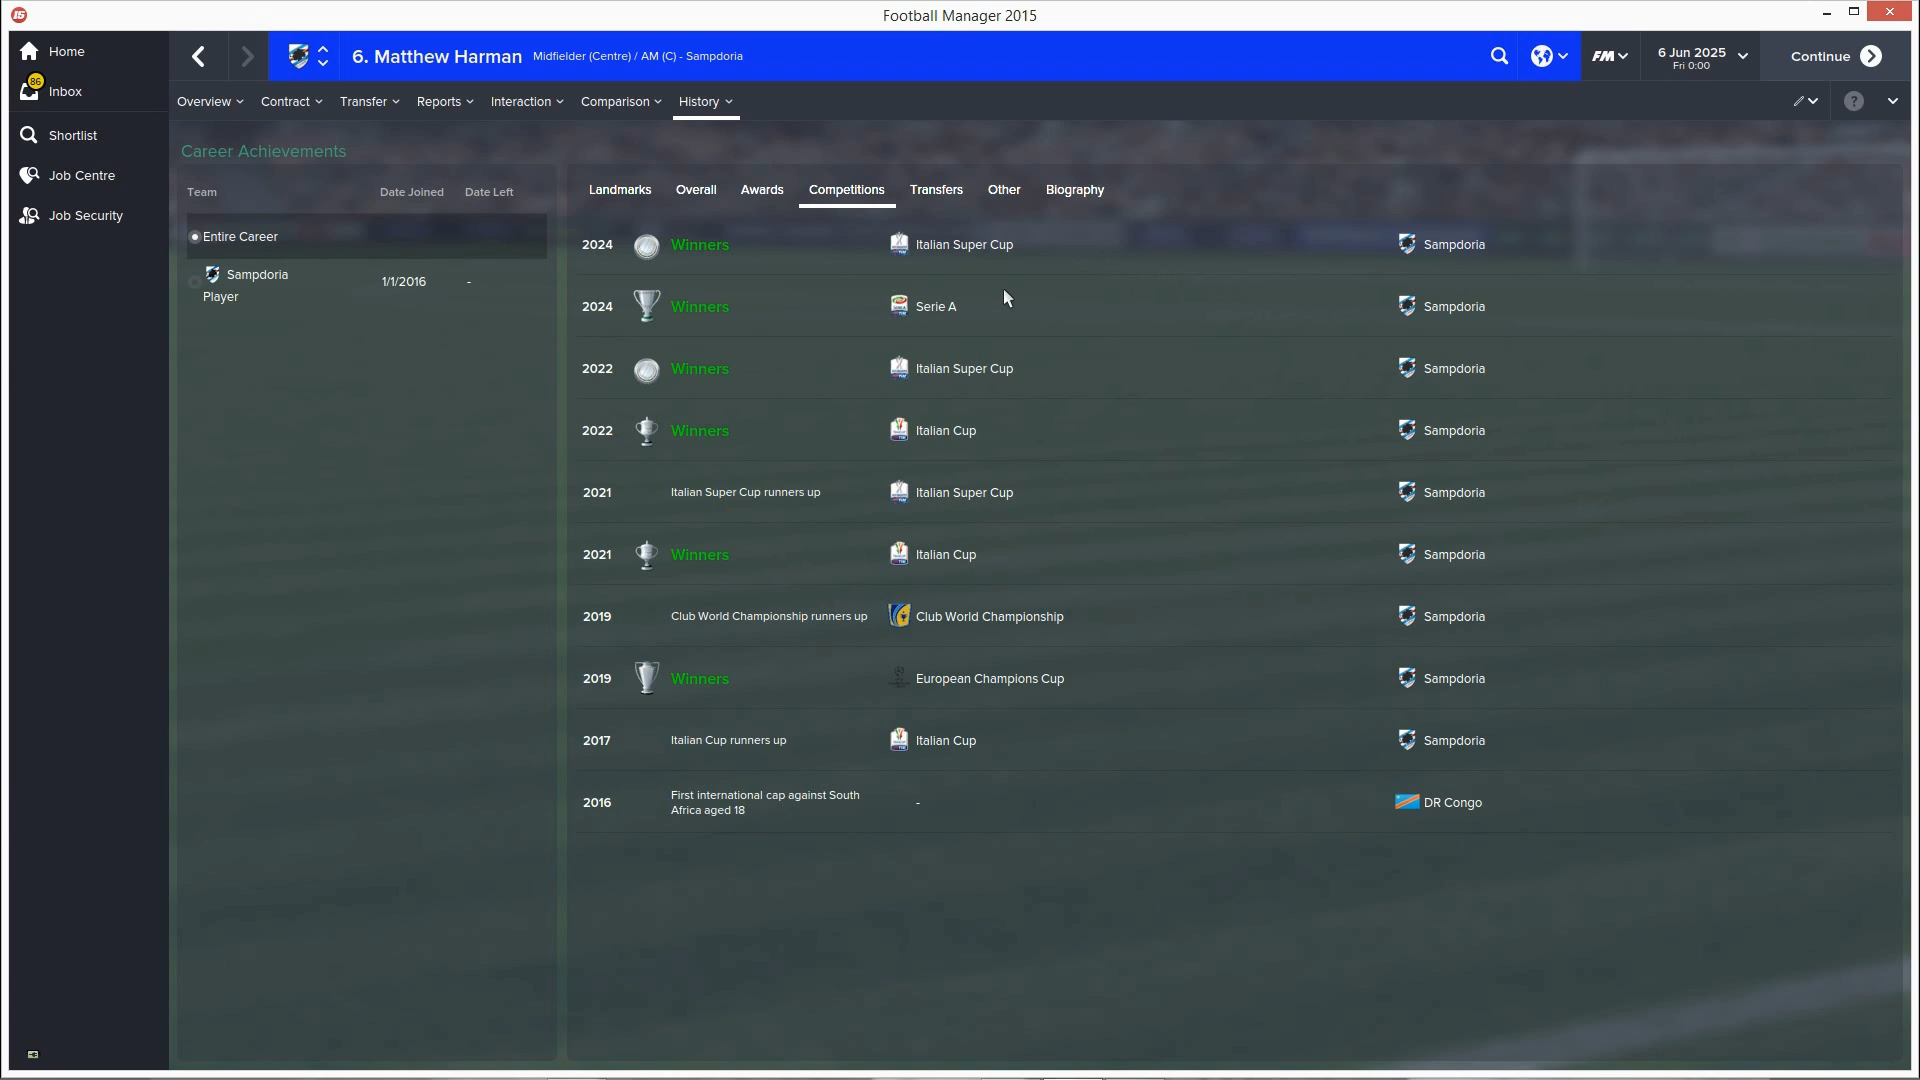 Football Manager 2015
Home
86
Inbox
Shortlist
Job Centre
Job Security
6. Matthew Harman Midfielder (Centre) / AM (C) - Sampdoria
FM
6 Jun 2025
Fri 0:00
Continue
Overview Contract Transfer Reports Interaction Comparison History
?
Career Achievements
Team Date Joined Date Left
Entire Career
Sampdoria
Player
1/1/2016 -
Landmarks Overall Awards Competitions Transfers Other Biography
2024 Winners Italian Super Cup Sampdoria
2024 Winners Serie A Sampdoria
2022 Winners Italian Super Cup Sampdoria
2022 Winners Italian Cup Sampdoria
2021 Italian Super Cup runners up Italian Super Cup Sampdoria
2021 Winners Italian Cup Sampdoria
2019 Club World Championship runners up Club World Championship Sampdoria
2019 Winners European Champions Cup Sampdoria
2017 Italian Cup runners up Italian Cup Sampdoria
2016 First international cap against South
Africa aged 18 - DR Congo